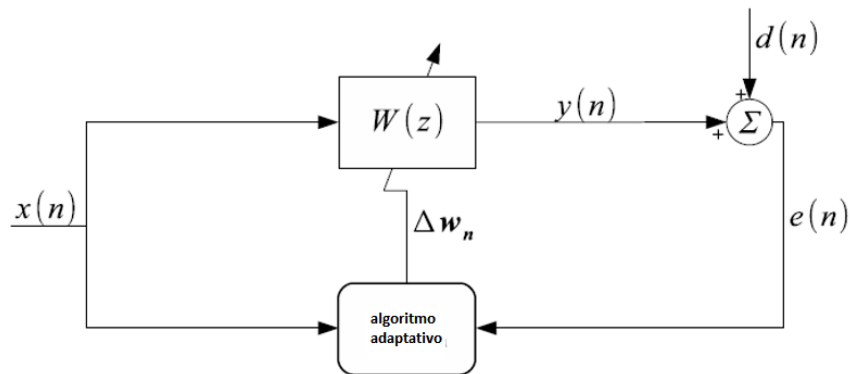 d(n)
+
W(z)
y(n)
Σ
+
x(n)
Δw_n
e(n)
algoritmo
adaptativo